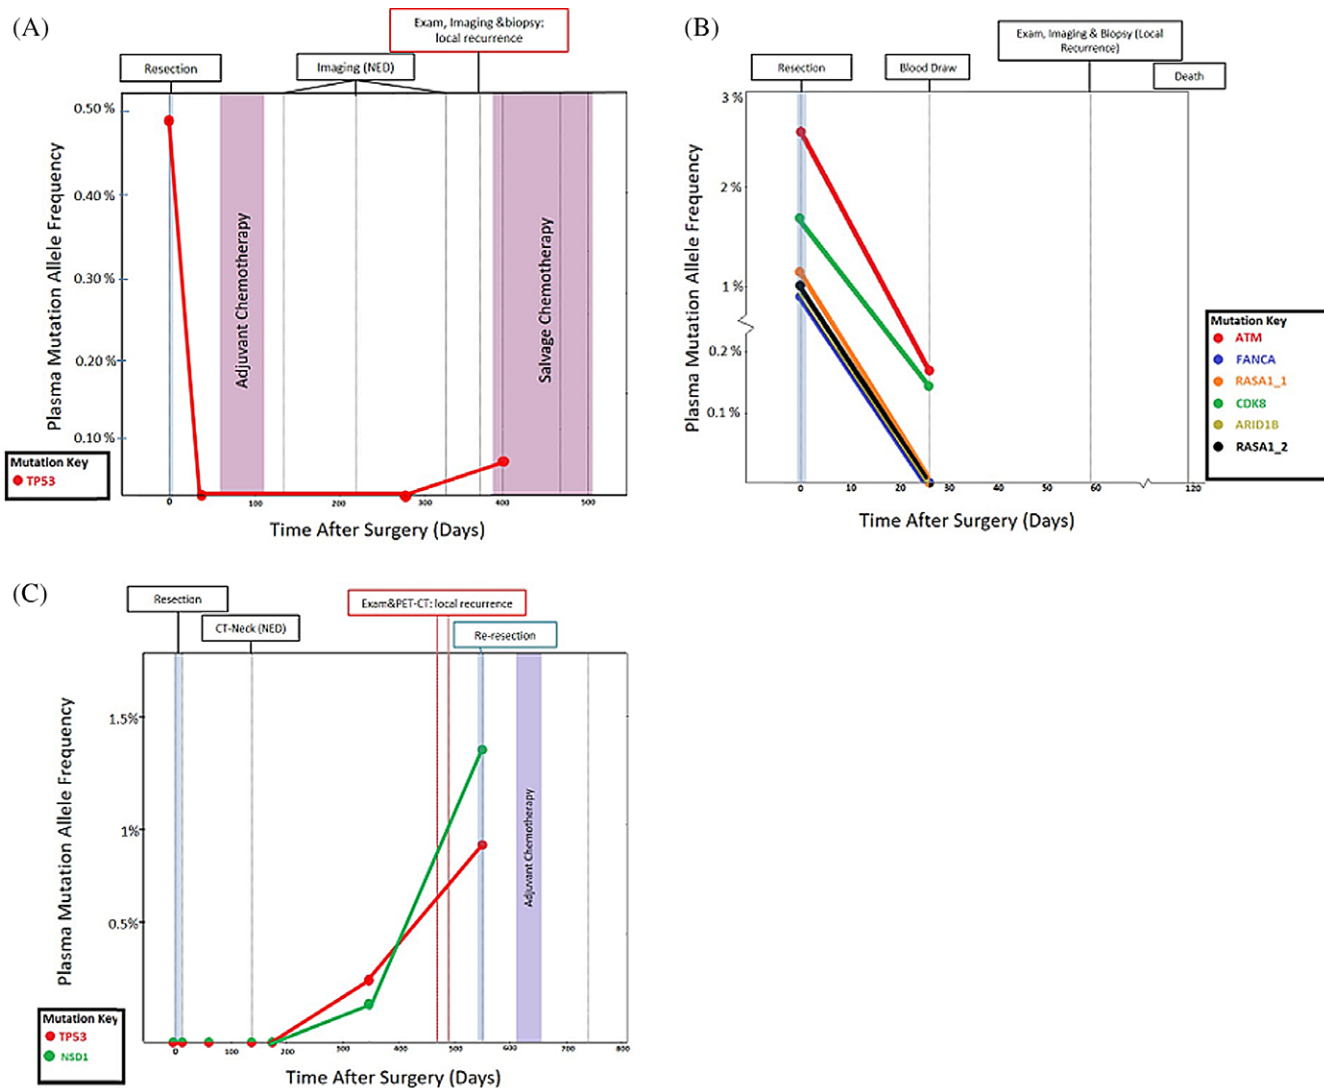 (A)
Exam, Imaging &biopsy:
local recurrence
Resection
Imaging (NED)
0.50 %
0.40 %
0.30 %
0.20 %
0.10 %
Plasma Mutation Allele Frequency
Adjuvant Chemotherapy
Salvage Chemotherapy
Mutation Key
TP53
0 100 200 300 400 500
Time After Surgery (Days)
(B)
Exam, Imaging & Biopsy (Local
Recurrence)
Resection
Blood Draw
Death
3 %
2 %
1 %
0.2 %
0.1 %
Plasma Mutation Allele Frequency
0 10 20 30 40 50 60 120
Time After Surgery (Days)
Mutation Key
ATM
FANCA
RASA1_1
CDK8
ARID1B
RASA1_2
(C)
Resection
CT-Neck (NED)
Exam&PET-CT: local recurrence
Re-resection
1.5%
1%
0.5%
Plasma Mutation Allele Frequency
Adjuvant Chemotherapy
Mutation Key
TP53
NSD1
0 100 200 300 400 500 600 700 800
Time After Surgery (Days)